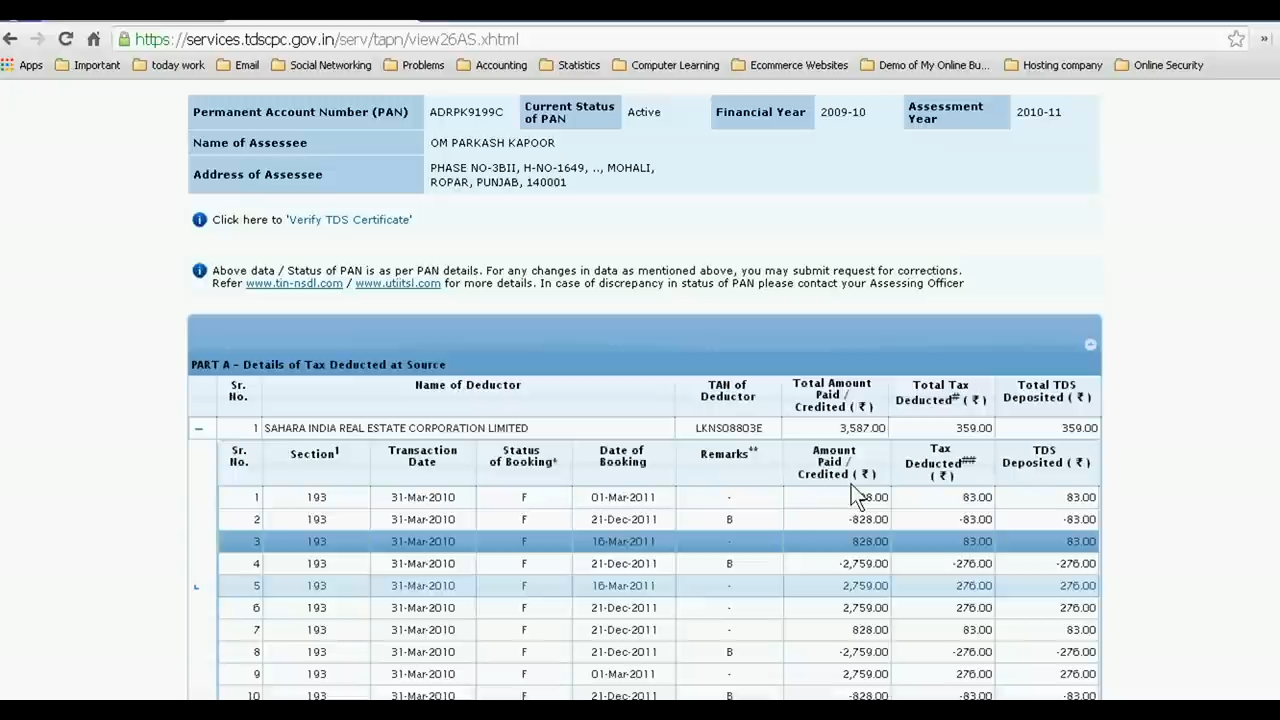 https://services.tdscpc.gov.in/serv/tapn/view26AS.xhtml
Apps Important today work Email Social Networking Problems Accounting Statistics Computer Learning Ecommerce Websites Demo of My Online Bu... Hosting company Online Security
Permanent Account Number (PAN) ADRPK9199C Current Status of PAN Active Financial Year 2009-10 Assessment Year 2010-11
Name of Assessee OM PARKASH KAPOOR
Address of Assessee PHASE NO-3BII, H-NO-1649, .., MOHALI,
ROPAR, PUNJAB, 140001
Click here to 'Verify TDS Certificate'
Above data / Status of PAN is as per PAN details. For any changes in data as mentioned above, you may submit request for corrections.
Refer www.tin-nsdl.com / www.utiitsl.com for more details. In case of discrepancy in status of PAN please contact your Assessing Officer
PART A - Details of Tax Deducted at Source
Sr. No. Name of Deductor TAN of Deductor Total Amount Paid / Credited ( ₹ ) Total Tax Deducted# ( ₹ ) Total TDS Deposited ( ₹ )
1 SAHARA INDIA REAL ESTATE CORPORATION LIMITED LKNS08803E 3,587.00 359.00 359.00
Sr. No. Section1 Transaction Date Status of Booking* Date of Booking Remarks** Amount Paid / Credited ( ₹ ) Tax Deducted## ( ₹ ) TDS Deposited ( ₹ )
1 193 31-Mar-2010 F 01-Mar-2011 - 83.00 83.00
2 193 31-Mar-2010 F 21-Dec-2011 B -828.00 -83.00 -83.00
3 193 31-Mar-2010 F 16-Mar-2011 - 828.00 83.00 83.00
4 193 31-Mar-2010 F 21-Dec-2011 B -2,759.00 -276.00 -276.00
5 193 31-Mar-2010 F 16-Mar-2011 - 2,759.00 276.00 276.00
6 193 31-Mar-2010 F 21-Dec-2011 - 2,759.00 276.00 276.00
7 193 31-Mar-2010 F 21-Dec-2011 - 828.00 83.00 83.00
8 193 31-Mar-2010 F 21-Dec-2011 B -2,759.00 -276.00 -276.00
9 193 31-Mar-2010 F 01-Mar-2011 - 2,759.00 276.00 276.00
10 193 31-Mar-2010 F 21-Dec-2011 B -828.00 -83.00 -83.00